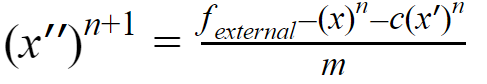 (x′′)ⁿ⁺¹ = \frac{f_{external}–(x)ⁿ–c(x′)ⁿ}{m}